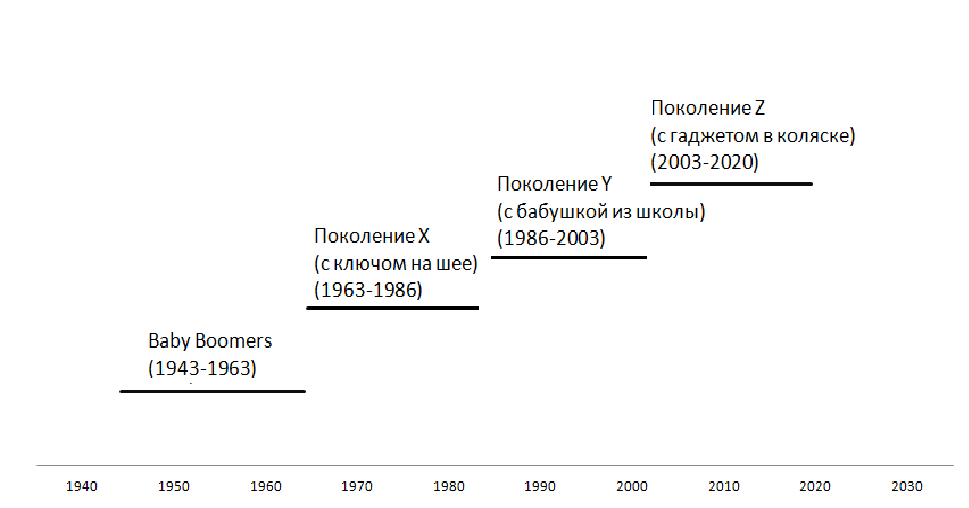 Поколение Z
(с гаджетом в коляске)
(2003-2020)
Поколение Y
(с бабушкой из школы)
(1986-2003)
Поколение X
(с ключом на шее)
(1963-1986)
Baby Boomers
(1943-1963)
1940 1950 1960 1970 1980 1990 2000 2010 2020 2030